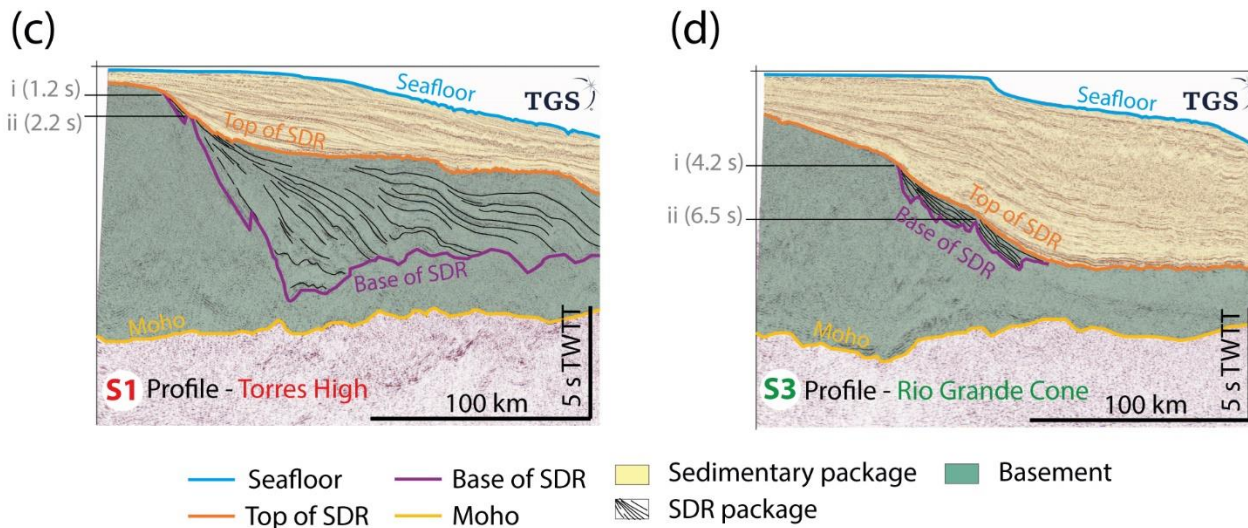 (c)
i (1.2 s)
ii (2.2 s)
Seafloor
TGS
Top of SDR
Base of SDR
Moho
S1 Profile - Torres High
100 km
5 s TWTT
(d)
i (4.2 s)
ii (6.5 s)
Seafloor
TGS
Top of SDR
Base of SDR
Moho
S3 Profile - Rio Grande Cone
100 km
5 s TWTT
Seafloor
Base of SDR
Sedimentary package
Basement
Top of SDR
Moho
SDR package